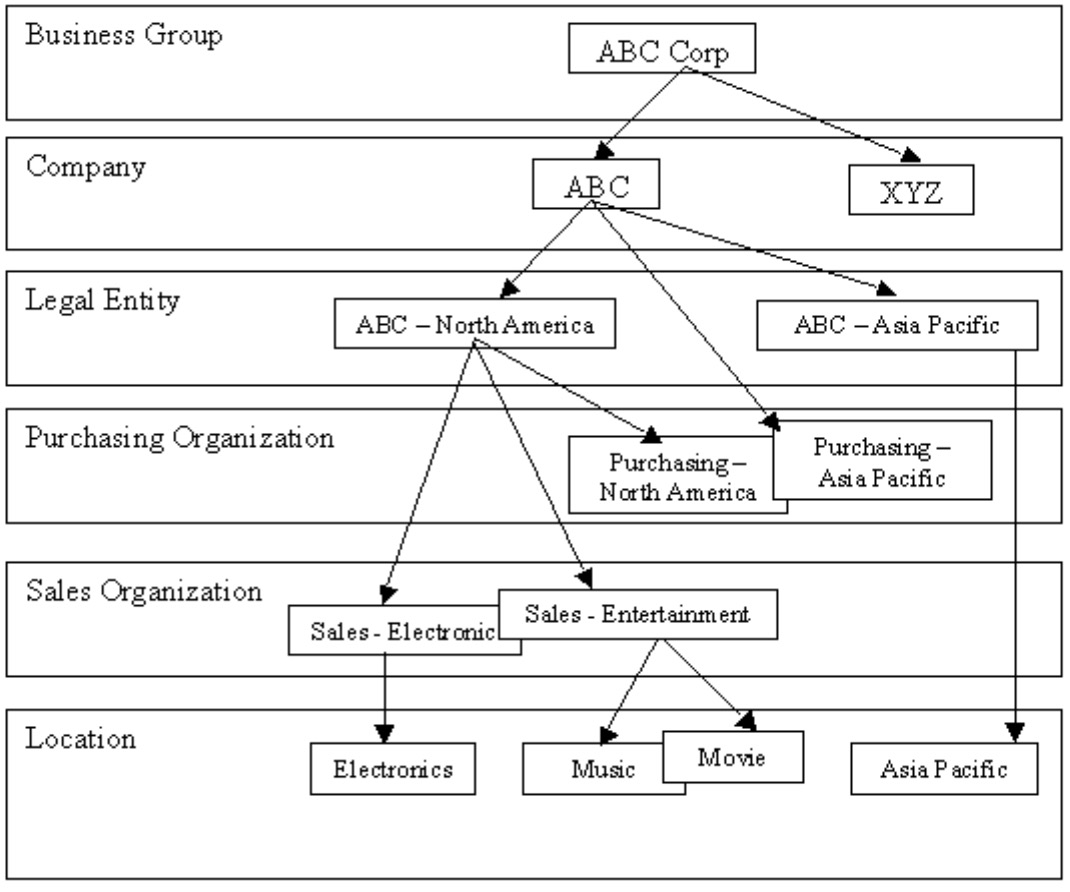 Business Group
ABC Corp
Company
ABC
XYZ
Legal Entity
ABC – North America
ABC – Asia Pacific
Purchasing Organization
Purchasing –
North America
Purchasing –
Asia Pacific
Sales Organization
Sales - Electronic
Sales - Entertainment
Location
Electronics
Music
Movie
Asia Pacific